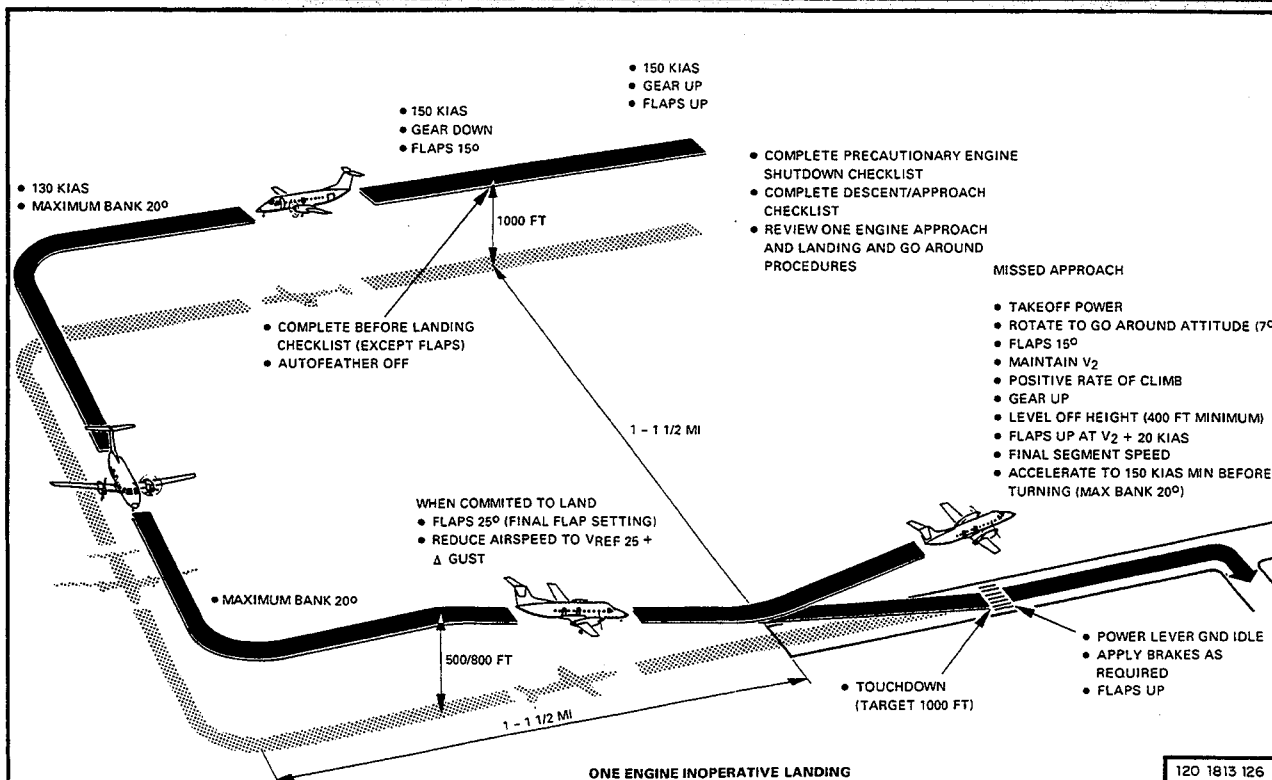 • 150 KIAS
• GEAR UP
• FLAPS UP
• 150 KIAS
• GEAR DOWN
• FLAPS 15º
• 130 KIAS
• MAXIMUM BANK 20º
• COMPLETE PRECAUTIONARY ENGINE
SHUTDOWN CHECKLIST
• COMPLETE DESCENT/APPROACH
CHECKLIST
• REVIEW ONE ENGINE APPROACH
AND LANDING AND GO AROUND
PROCEDURES
1000 FT
• COMPLETE BEFORE LANDING
CHECKLIST (EXCEPT FLAPS)
• AUTOFEATHER OFF
MISSED APPROACH
• TAKEOFF POWER
• ROTATE TO GO AROUND ATTITUDE (7º
• FLAPS 15º
• MAINTAIN V2
• POSITIVE RATE OF CLIMB
• GEAR UP
• LEVEL OFF HEIGHT (400 FT MINIMUM)
• FLAPS UP AT V2 + 20 KIAS
• FINAL SEGMENT SPEED
• ACCELERATE TO 150 KIAS MIN BEFORE
TURNING (MAX BANK 20º)
1 – 1 1/2 MI
WHEN COMMITED TO LAND
• FLAPS 25º (FINAL FLAP SETTING)
• REDUCE AIRSPEED TO VREF 25 +
Δ GUST
• MAXIMUM BANK 20º
500/800 FT
1 – 1 1/2 MI
• TOUCHDOWN
(TARGET 1000 FT)
• POWER LEVER GND IDLE
• APPLY BRAKES AS
REQUIRED
• FLAPS UP
ONE ENGINE INOPERATIVE LANDING
120 1813 126